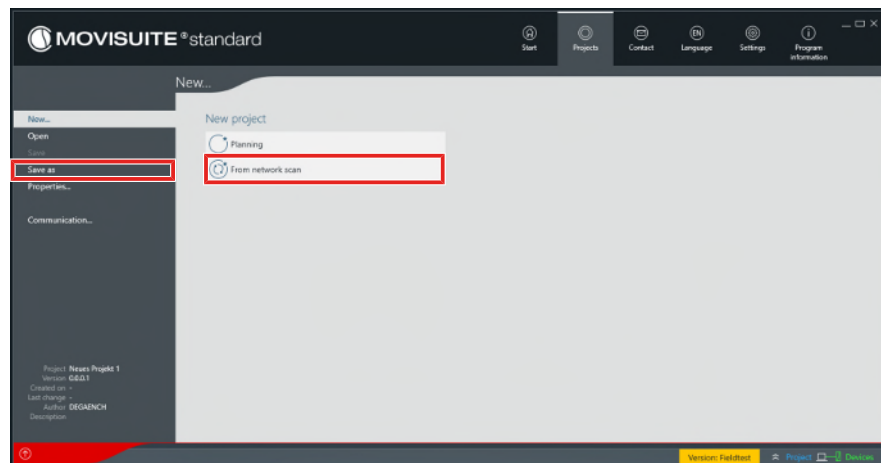 MOVISUITE®standard
Start
Projects
Contact
EN
Language
Settings
Program
information
New...
New...
Open
Save
Save as
Properties...
Communication...
New project
Planning
From network scan
Project Neues Projekt 1
Version 0.0.0.1
Created on -
Last change -
Author DEGAENCH
Description
Version: Fieldtest
Project
Devices